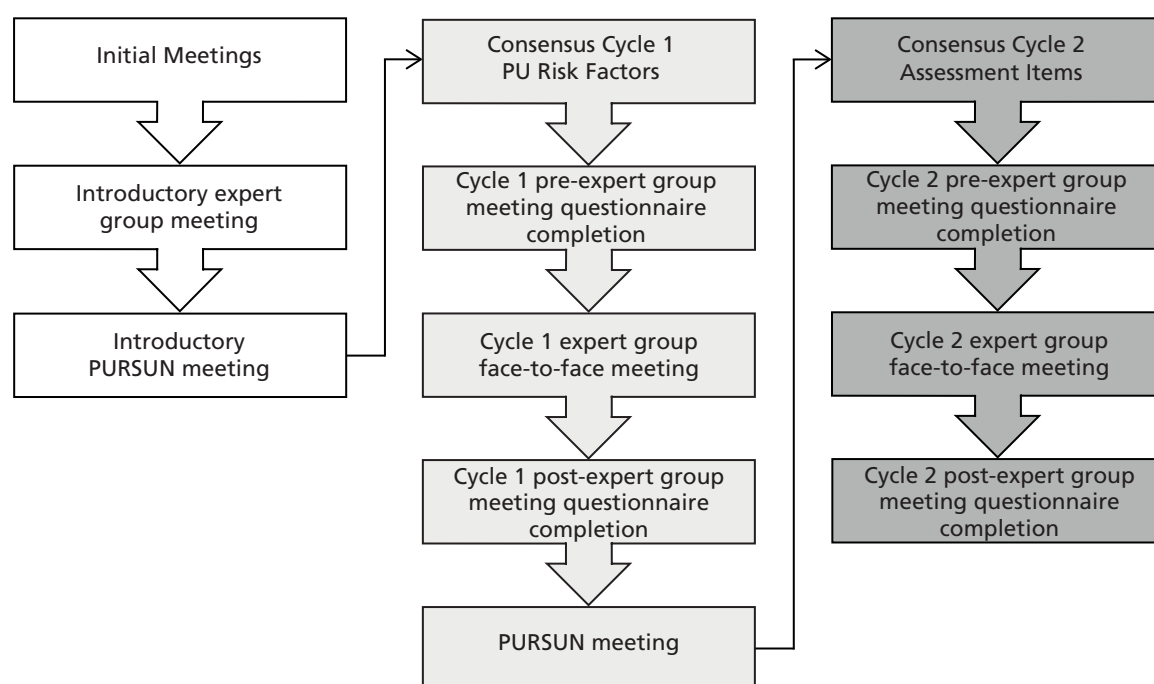 Initial Meetings
Introductory expert
group meeting
Introductory
PURSUN meeting
Consensus Cycle 1
PU Risk Factors
Cycle 1 pre-expert group
meeting questionnaire
completion
Cycle 1 expert group
face-to-face meeting
Cycle 1 post-expert group
meeting questionnaire
completion
PURSUN meeting
Consensus Cycle 2
Assessment Items
Cycle 2 pre-expert group
meeting questionnaire
completion
Cycle 2 expert group
face-to-face meeting
Cycle 2 post-expert group
meeting questionnaire
completion